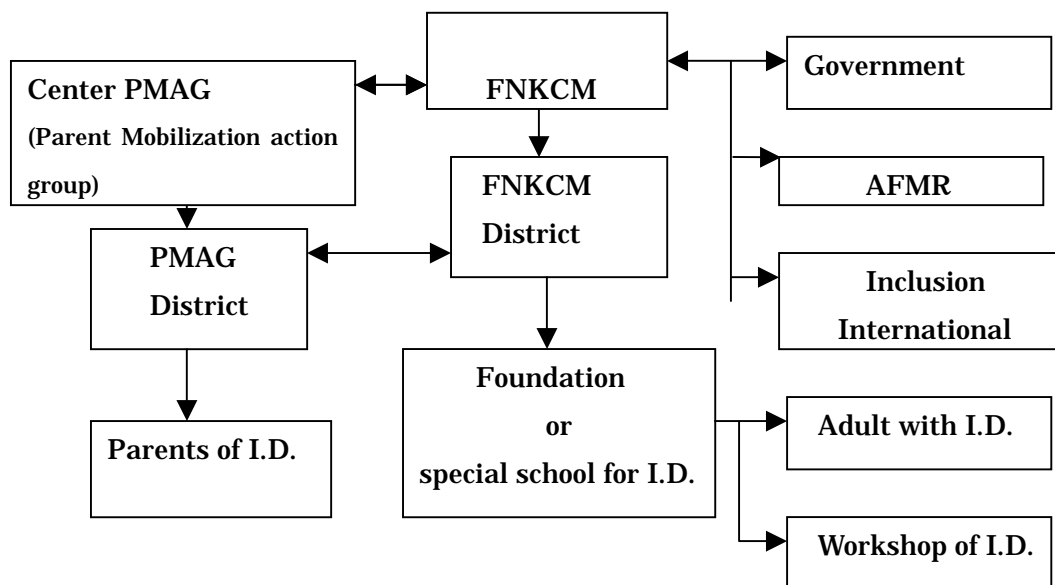 FNKCM
Government
Center PMAG
(Parent Mobilization action
group)
AFMR
FNKCM
District
PMAG
District
Inclusion
International
Foundation
or
special school for I.D.
Adult with I.D.
Parents of I.D.
Workshop of I.D.